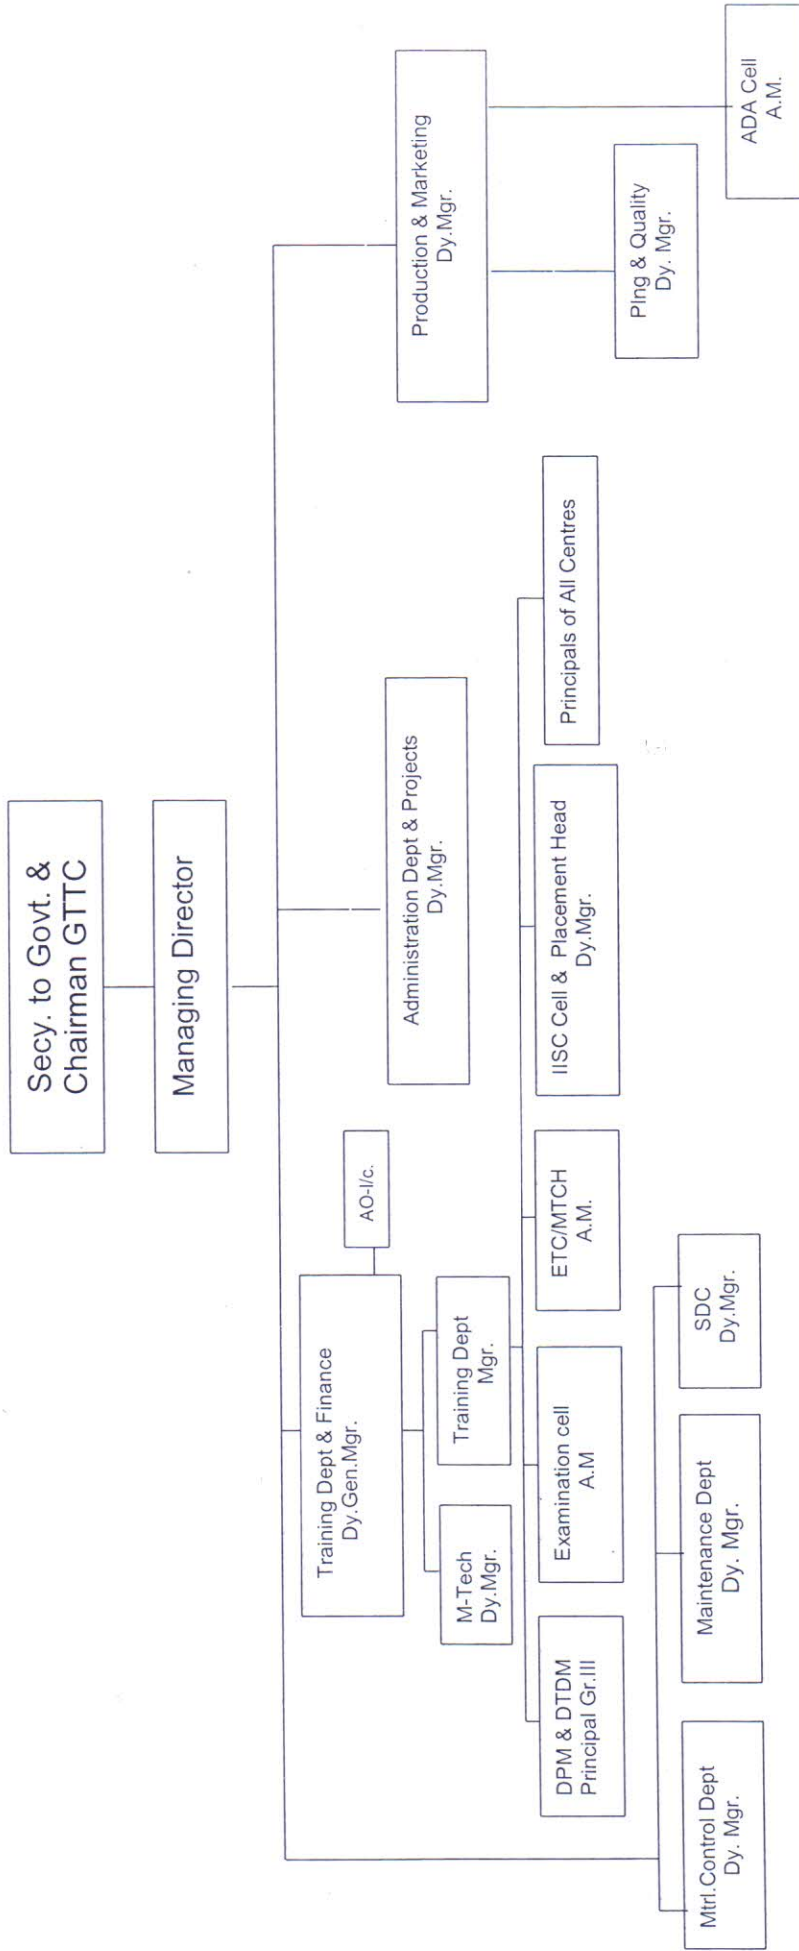 Secy. to Govt. &
Chairman GTTC
Managing Director
Training Dept & Finance
Dy.Gen.Mgr.
AO-I/c.
Administration Dept & Projects
Dy.Mgr.
Production & Marketing
Dy.Mgr.
M-Tech
Dy.Mgr.
Training Dept
Mgr.
DPM & DTDM
Principal Gr.III
Examination cell
A.M
ETC/MTCH
A.M.
IISC Cell & Placement Head
Dy.Mgr.
Principals of All Centres
Plng & Quality
Dy. Mgr.
Mtrl.Control Dept
Dy. Mgr.
Maintenance Dept
Dy. Mgr.
SDC
Dy.Mgr.
ADA Cell
A.M.